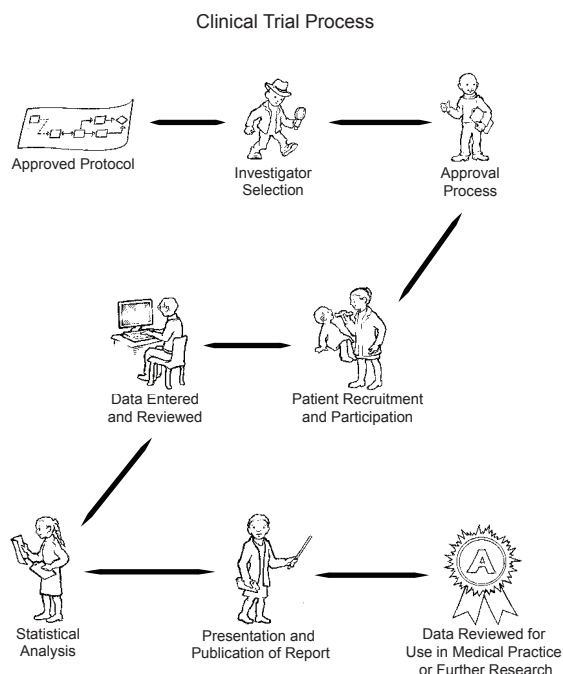 Clinical Trial Process
Approved Protocol
Investigator
Selection
Approval
Process
Data Entered
and Reviewed
Patient Recruitment
and Participation
Statistical
Analysis
Presentation and
Publication of Report
A
Data Reviewed for
Use in Medical Practice
or Further Research